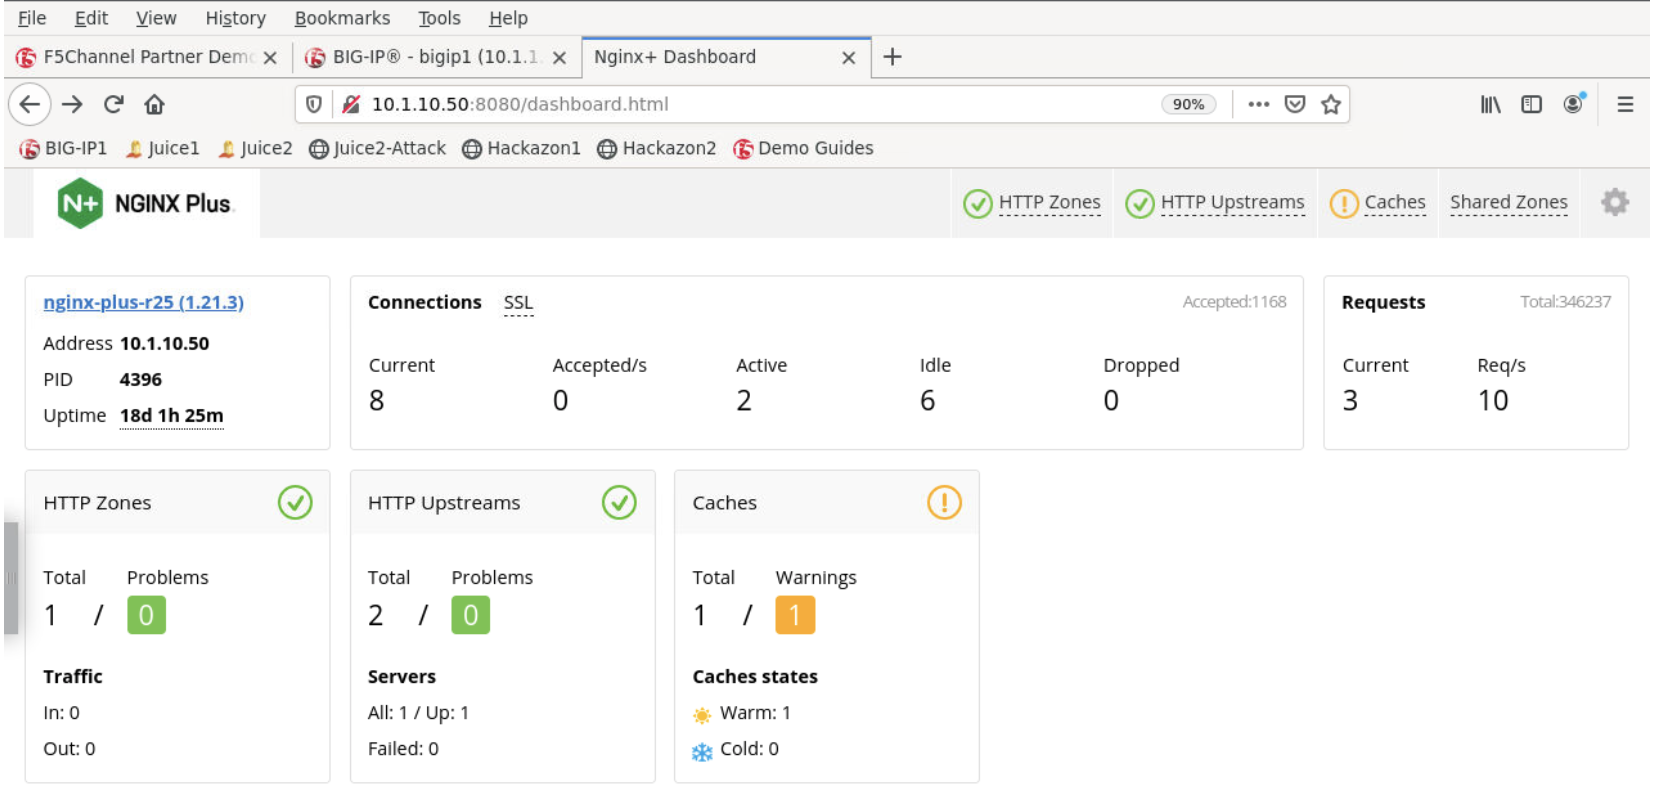 File Edit View History Bookmarks Tools Help
F5Channel Partner Dem
BIG-IP® - bigip1 (10.1.1.
Nginx+ Dashboard
10.1.10.50:8080/dashboard.html 90%
BIG-IP1 Juice1 Juice2 Juice2-Attack Hackazon1 Hackazon2 Demo Guides
N+ NGINX Plus HTTP Zones HTTP Upstreams Caches Shared Zones
nginx-plus-r25 (1.21.3)
Address 10.1.10.50
PID 4396
Uptime 18d 1h 25m
Connections SSL Accepted:1168
Current Accepted/s Active Idle Dropped
8 0 2 6 0
Requests Total:346237
Current Req/s
3 10
HTTP Zones
Total Problems
1 / 0
Traffic
In: 0
Out: 0
HTTP Upstreams
Total Problems
2 / 0
Servers
All: 1 / Up: 1
Failed: 0
Caches
Total Warnings
1 / 1
Caches states
Warm: 1
Cold: 0